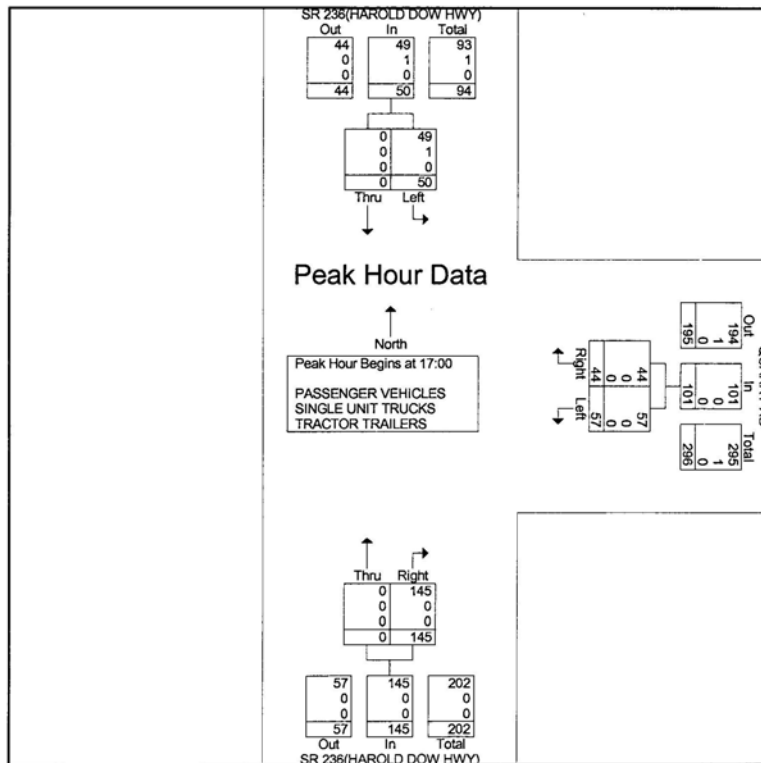 SR 236(HAROLD DOW HWY)
Out In Total
44 49 93
0 1 1
0 0 0
44 50 94
0 49
0 1
0 0
0 50
Thru Left
Peak Hour Data
North
Peak Hour Begins at 17:00
PASSENGER VEHICLES
SINGLE UNIT TRUCKS
TRACTOR TRAILERS
Out In Total
194 101 295
1 0 1
0 0 0
195 101 296
44 57
0 0
0 0
44 57
Right Left
Thru Right
0 145
0 0
0 0
0 145
57 145 202
0 0 0
0 0 0
57 145 202
Out In Total
SR 236(HAROLD DOW HWY)